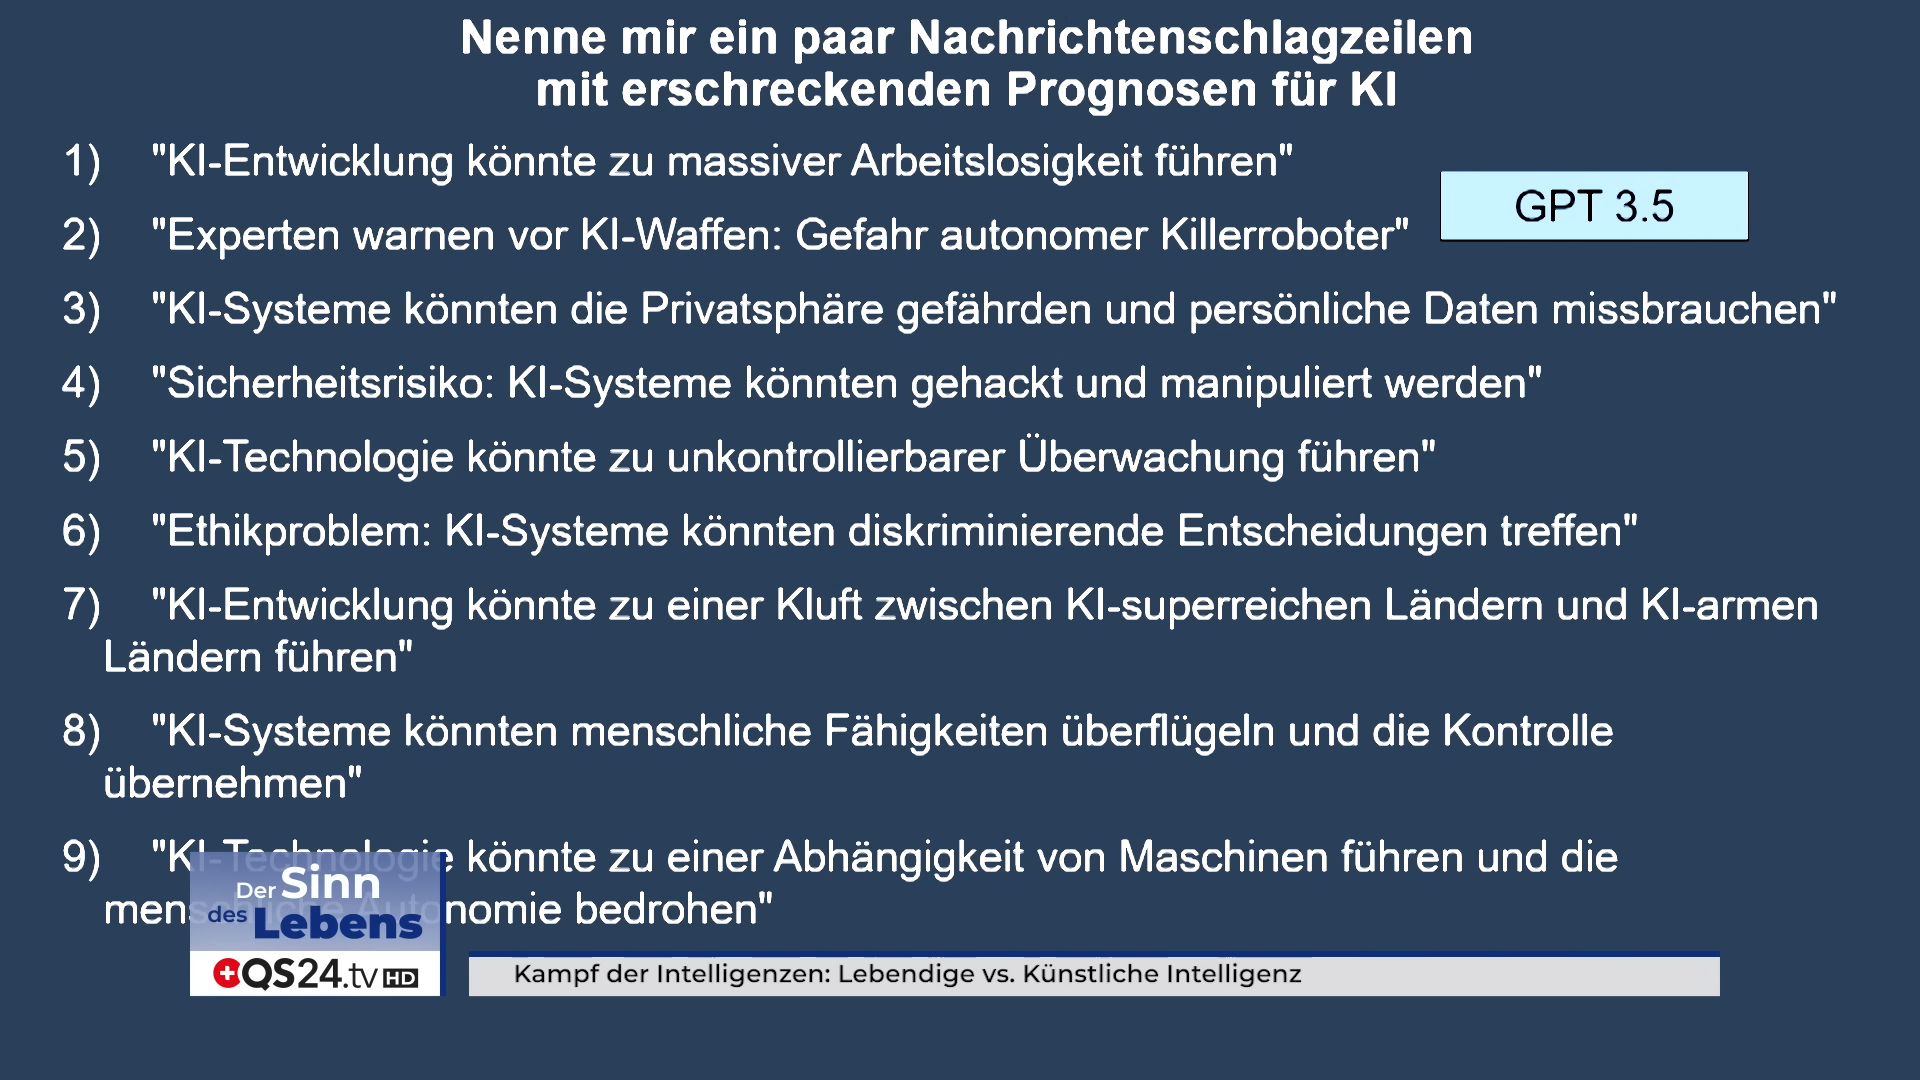 Nenne mir ein paar Nachrichtenschlagzeilen
mit erschreckenden Prognosen für KI
1) "KI-Entwicklung könnte zu massiver Arbeitslosigkeit führen"
GPT 3.5
2) "Experten warnen vor KI-Waffen: Gefahr autonomer Killerroboter"
3) "KI-Systeme könnten die Privatsphäre gefährden und persönliche Daten missbrauchen"
4) "Sicherheitsrisiko: KI-Systeme könnten gehackt und manipuliert werden"
5) "KI-Technologie könnte zu unkontrollierbarer Überwachung führen"
6) "Ethikproblem: KI-Systeme könnten diskriminierende Entscheidungen treffen"
7) "KI-Entwicklung könnte zu einer Kluft zwischen KI-superreichen Ländern und KI-armen
Ländern führen"
8) "KI-Systeme könnten menschliche Fähigkeiten überflügeln und die Kontrolle
übernehmen"
9) "KI-Technologie könnte zu einer Abhängigkeit von Maschinen führen und die
menschliche Autonomie bedrohen"
Der Sinn
des Lebens
QS24.tv HD
Kampf der Intelligenzen: Lebendige vs. Künstliche Intelligenz